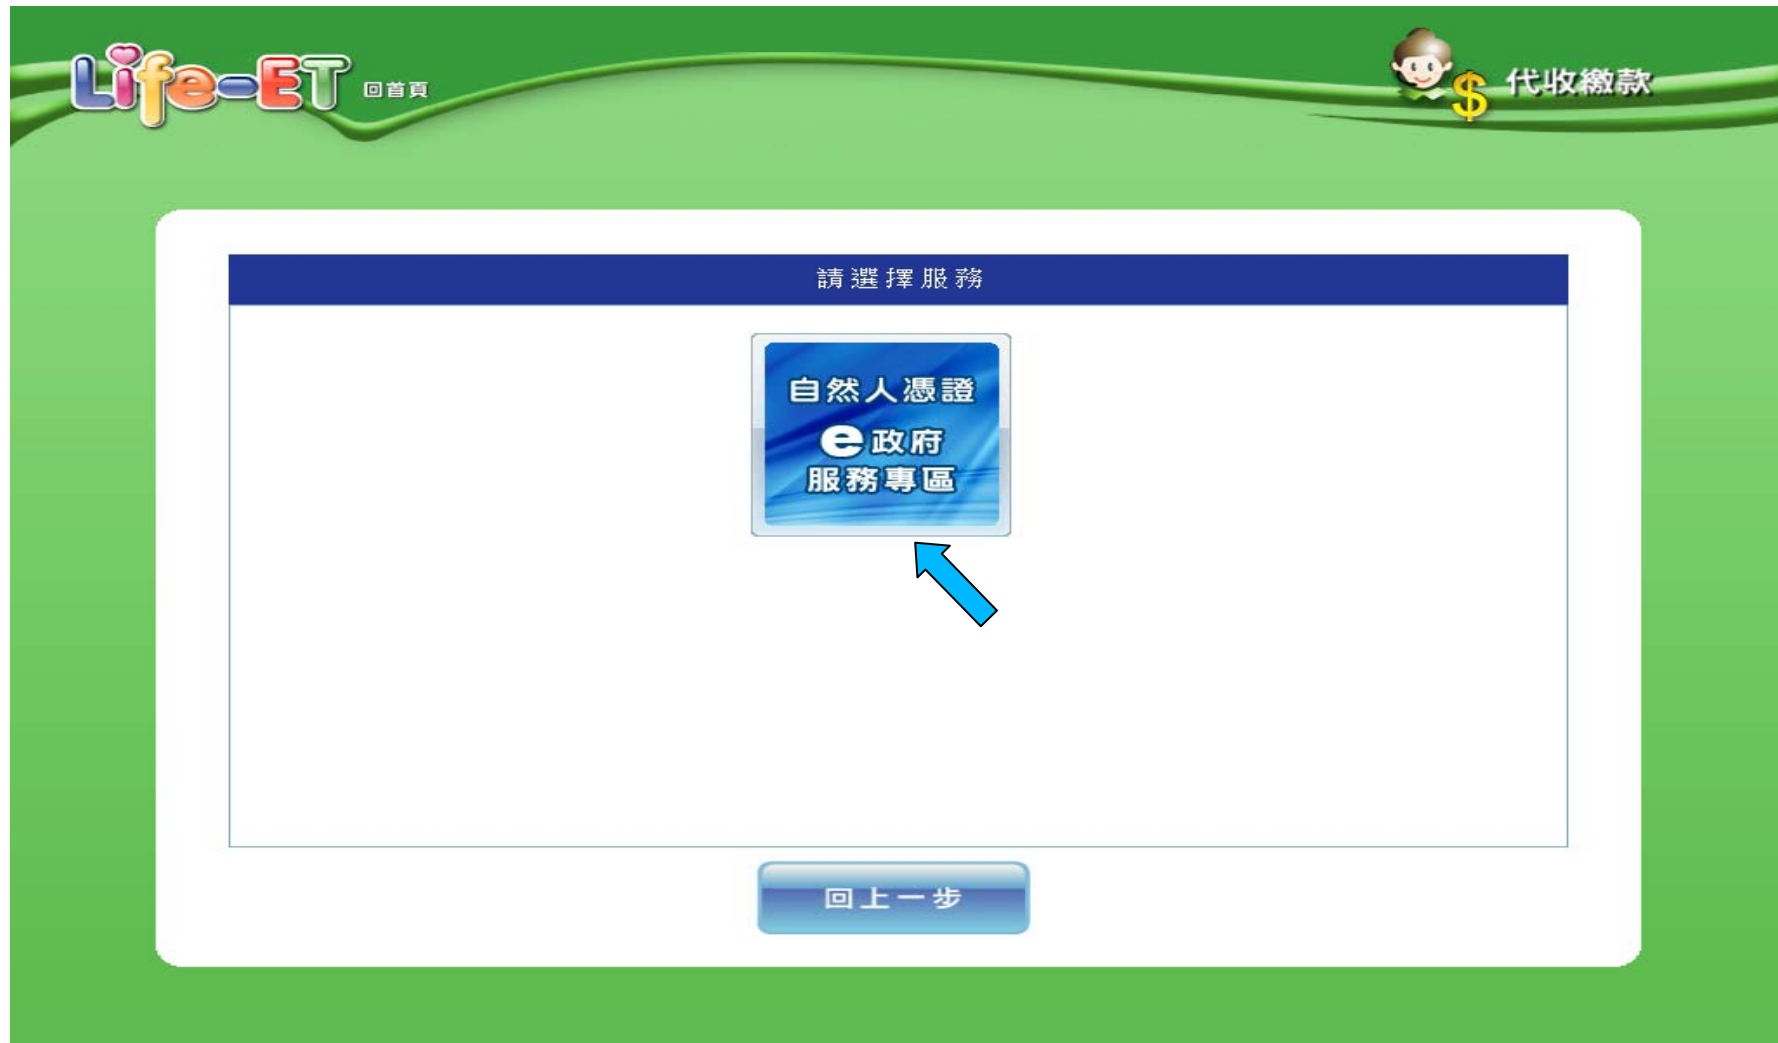 Life-ET 回首頁
$ 代收繳款
請選擇服務
自然人憑證
e政府
服務專區
回上一步